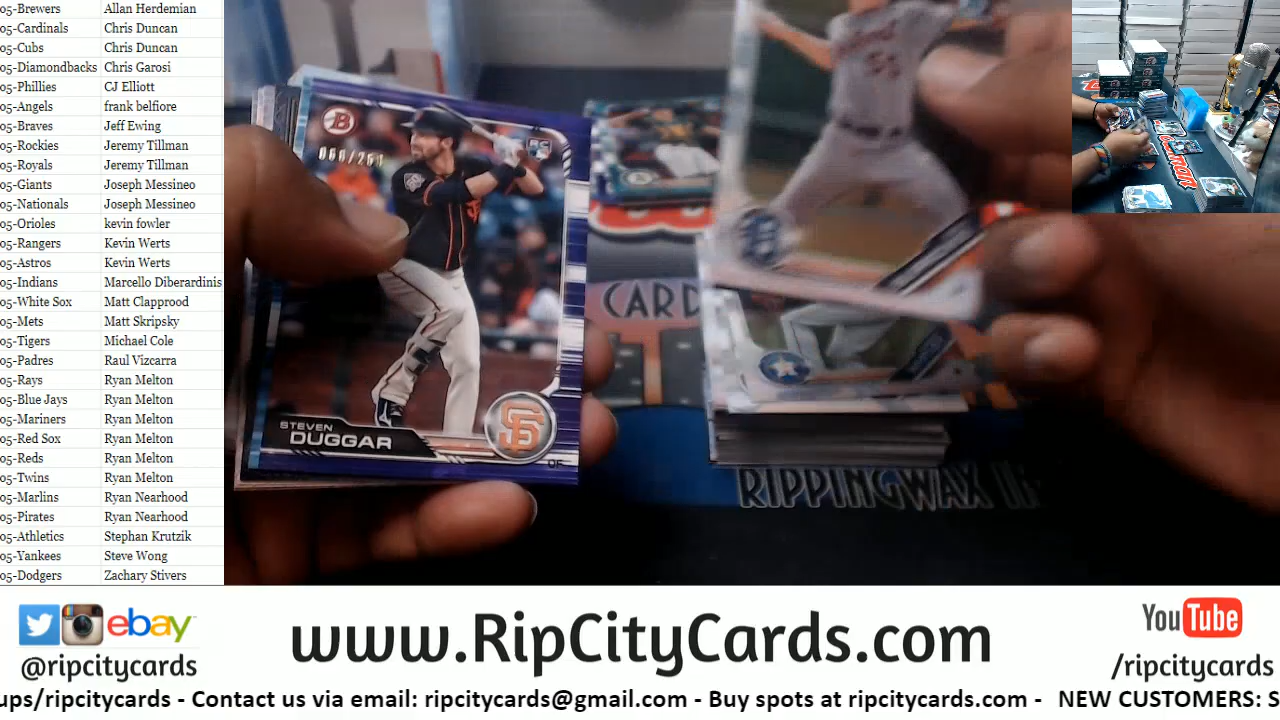 05-Brewers Allan Herdemian
05-Cardinals Chris Duncan
05-Cubs Chris Duncan
05-Diamondbacks Chris Garosi
05-Phillies CJ Elliott
05-Angels frank belfiore
05-Braves Jeff Ewing
05-Rockies Jeremy Tillman
05-Royals Jeremy Tillman
05-Giants Joseph Messineo
05-Nationals Joseph Messineo
05-Orioles kevin fowler
05-Rangers Kevin Werts
05-Astros Kevin Werts
05-Indians Marcello Diberardinis
05-White Sox Matt Clapprood
05-Mets Matt Skripsky
05-Tigers Michael Cole
05-Padres Raul Vizcarra
05-Rays Ryan Melton
05-Blue Jays Ryan Melton
05-Mariners Ryan Melton
05-Red Sox Ryan Melton
05-Reds Ryan Melton
05-Twins Ryan Melton
05-Marlins Ryan Nearhood
05-Pirates Ryan Nearhood
05-Athletics Stephan Krutzik
05-Yankees Steve Wong
05-Dodgers Zachary Stivers
B
RC
STEVEN
DUGGAR
SF
OF
CARD
RIPPINGWAX
ebay
@ripcitycards
www.RipCityCards.com
YouTube
/ripcitycards
ups/ripcitycards - Contact us via email: ripcitycards@gmail.com - Buy spots at ripcitycards.com - NEW CUSTOMERS: S